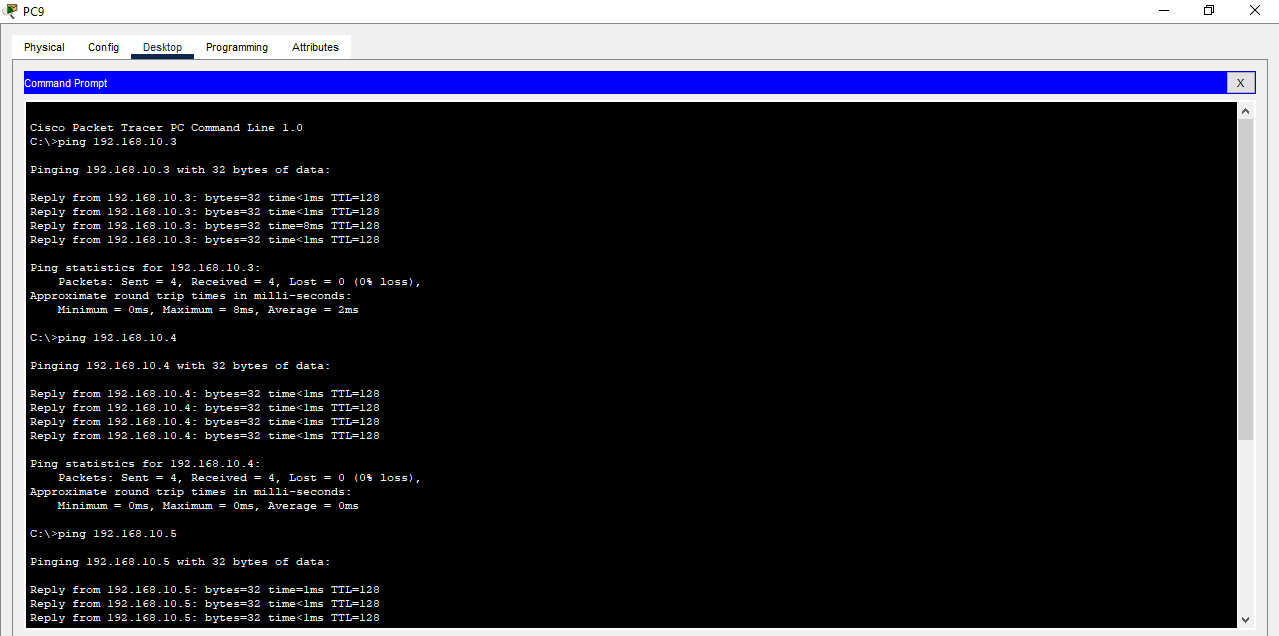 PC9
Physical Config Desktop Programming Attributes
Command Prompt X
Cisco Packet Tracer PC Command Line 1.0
C:\>ping 192.168.10.3
Pinging 192.168.10.3 with 32 bytes of data:
Reply from 192.168.10.3: bytes=32 time<1ms TTL=128
Reply from 192.168.10.3: bytes=32 time<1ms TTL=128
Reply from 192.168.10.3: bytes=32 time=8ms TTL=128
Reply from 192.168.10.3: bytes=32 time<1ms TTL=128
Ping statistics for 192.168.10.3:
Packets: Sent = 4, Received = 4, Lost = 0 (0% loss),
Approximate round trip times in milli-seconds:
Minimum = 0ms, Maximum = 8ms, Average = 2ms
C:\>ping 192.168.10.4
Pinging 192.168.10.4 with 32 bytes of data:
Reply from 192.168.10.4: bytes=32 time<1ms TTL=128
Reply from 192.168.10.4: bytes=32 time<1ms TTL=128
Reply from 192.168.10.4: bytes=32 time<1ms TTL=128
Reply from 192.168.10.4: bytes=32 time<1ms TTL=128
Ping statistics for 192.168.10.4:
Packets: Sent = 4, Received = 4, Lost = 0 (0% loss),
Approximate round trip times in milli-seconds:
Minimum = 0ms, Maximum = 0ms, Average = 0ms
C:\>ping 192.168.10.5
Pinging 192.168.10.5 with 32 bytes of data:
Reply from 192.168.10.5: bytes=32 time=1ms TTL=128
Reply from 192.168.10.5: bytes=32 time<1ms TTL=128
Reply from 192.168.10.5: bytes=32 time<1ms TTL=128